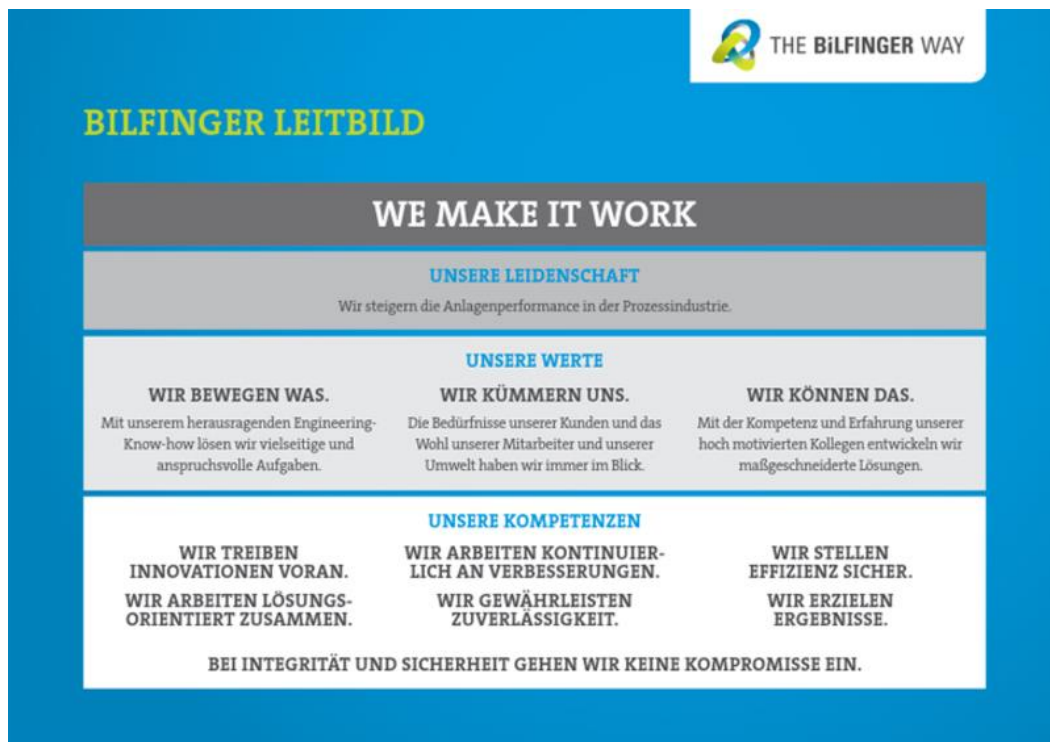 THE BiLFINGER WAY
BILFINGER LEITBILD
WE MAKE IT WORK
UNSERE LEIDENSCHAFT
Wir steigern die Anlagenperformance in der Prozessindustrie.
UNSERE WERTE
WIR BEWEGEN WAS.
Mit unserem herausragenden Engineering-
Know-how lösen wir vielseitige und
anspruchsvolle Aufgaben.
WIR KÜMMERN UNS.
Die Bedürfnisse unserer Kunden und das
Wohl unserer Mitarbeiter und unserer
Umwelt haben wir immer im Blick.
WIR KÖNNEN DAS.
Mit der Kompetenz und Erfahrung unserer
hoch motivierten Kollegen entwickeln wir
maßgeschneiderte Lösungen.
UNSERE KOMPETENZEN
WIR TREIBEN
INNOVATIONEN VORAN.
WIR ARBEITEN KONTINUIER-
LICH AN VERBESSERUNGEN.
WIR STELLEN
EFFIZIENZ SICHER.
WIR ARBEITEN LÖSUNGS-
ORIENTIERT ZUSAMMEN.
WIR GEWÄHRLEISTEN
ZUVERLÄSSIGKEIT.
WIR ERZIELEN
ERGEBNISSE.
BEI INTEGRITÄT UND SICHERHEIT GEHEN WIR KEINE KOMPROMISSE EIN.